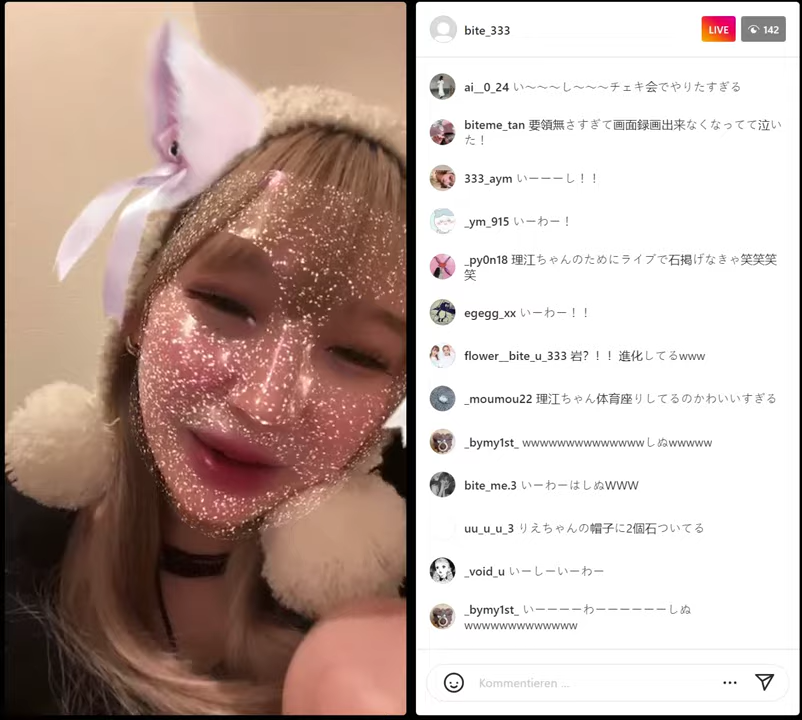 bite_333
LIVE
142
ai__0_24 い〜〜〜し〜〜〜チェキ会でやりたすぎる
biteme_tan 要領無さすぎて画面録画出来なくなってて泣い
た！
333_aym いーーーし！！
_ym_915 いーわー！
_py0n18 理江ちゃんのためにライブで石掲げなきゃ笑笑笑
笑
egegg_xx いーわー！！
flower__bite_u_333 岩？！！ 進化してるwww
_moumou22 理江ちゃん体育座りしてるのかわいいすぎる
_bymy1st_ wwwwwwwwwwwwwwしぬwwwww
bite_me.3 いーわーはしぬWWW
uu_u_u_3 りえちゃんの帽子に2個石ついてる
_void_u いーしーいーわー
_bymy1st_ いーーーーわーーーーーーしぬ
wwwwwwwwwwwww
Kommentieren ...